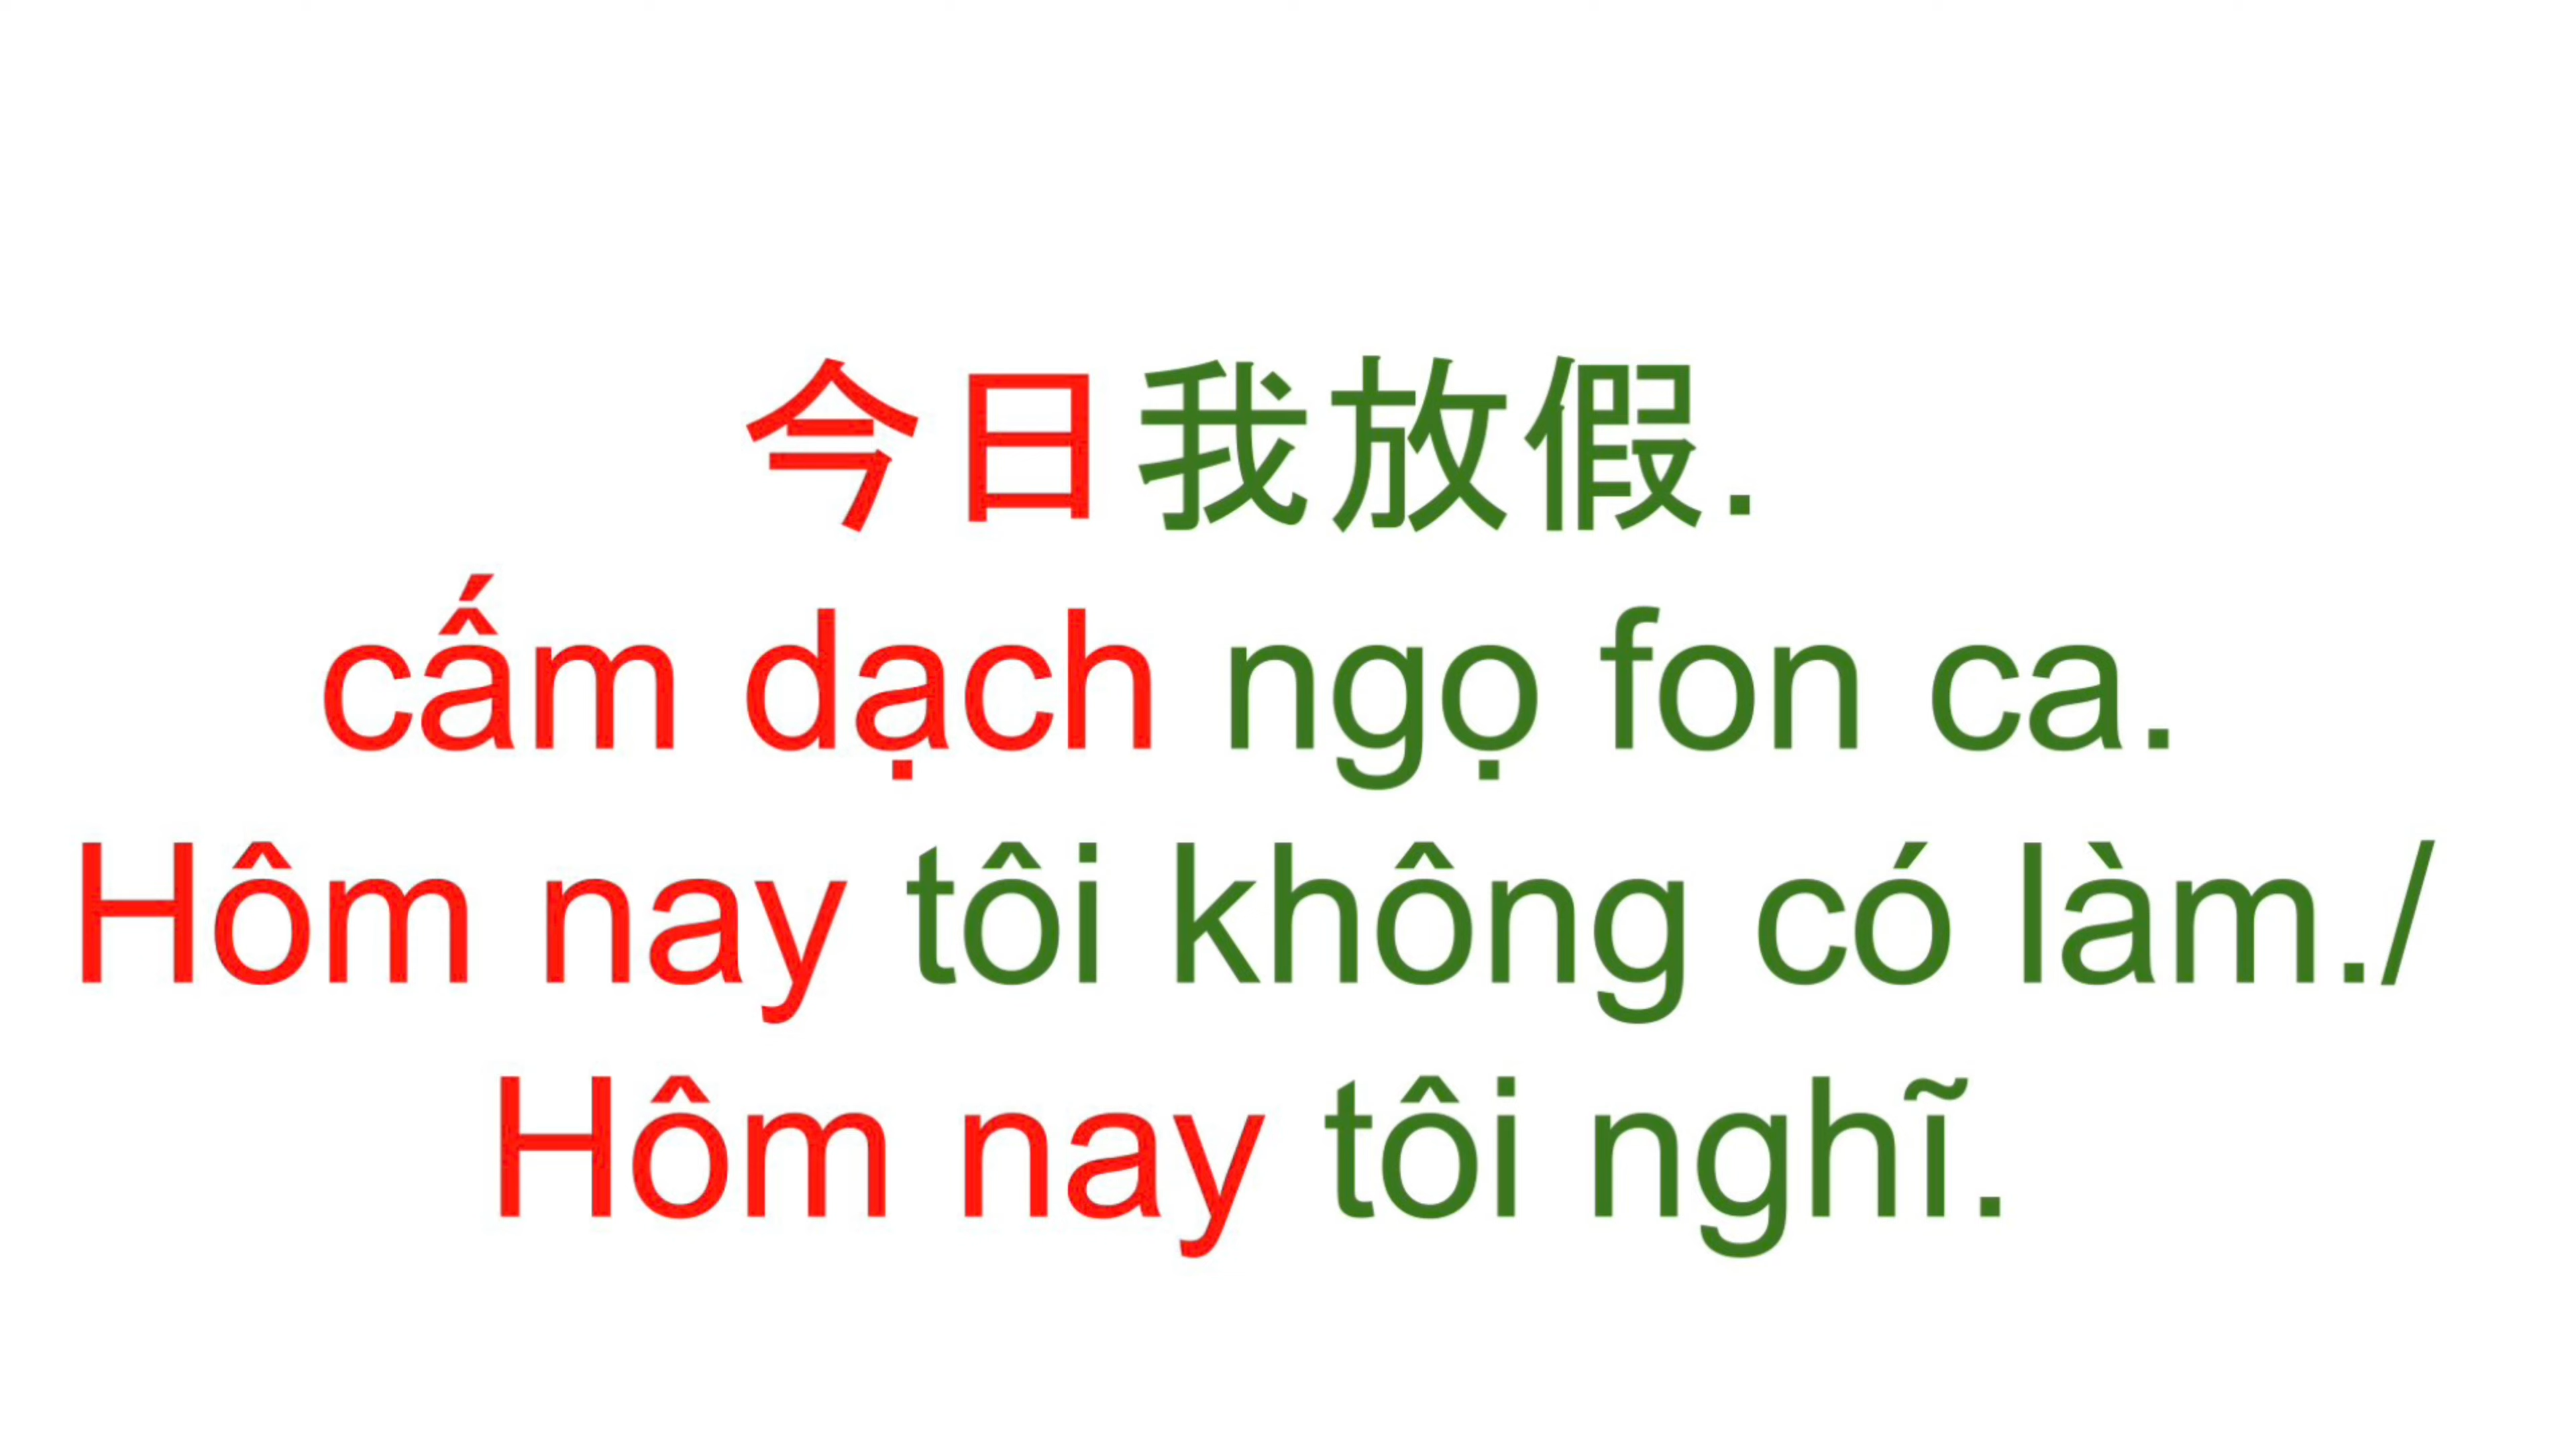 今日我放假.
cấm dạch ngọ fon ca.
Hôm nay tôi không có làm./
Hôm nay tôi nghĩ.